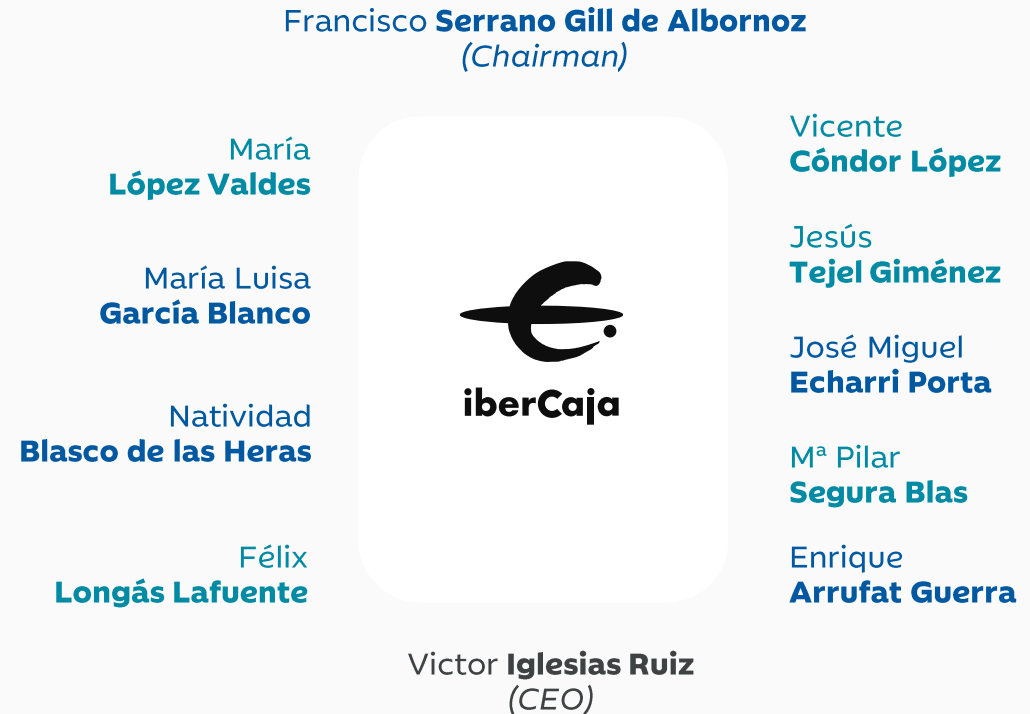 Francisco Serrano Gill de Albornoz
(Chairman)
María
López Valdes
María Luisa
García Blanco
Natividad
Blasco de las Heras
Félix
Longás Lafuente
iberCaja
Vicente
Cóndor López
Jesús
Tejel Giménez
José Miguel
Echarri Porta
Mª Pilar
Segura Blas
Enrique
Arrufat Guerra
Victor Iglesias Ruiz
(CEO)